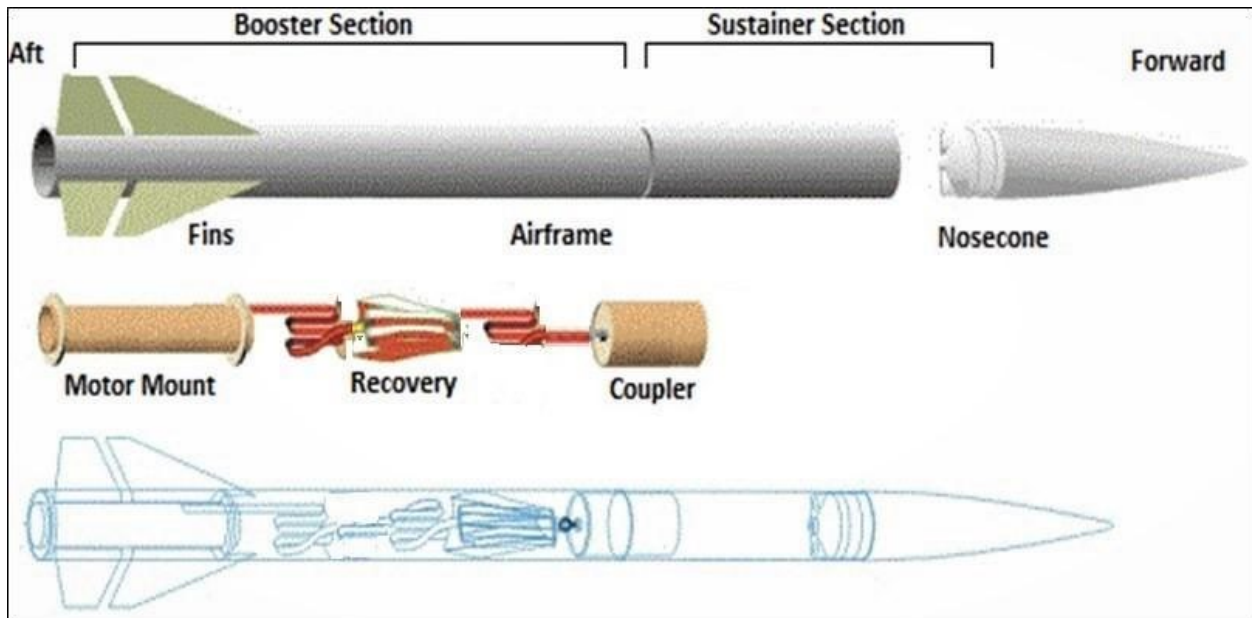 Booster Section
Sustainer Section
Aft
Forward
Fins
Airframe
Nosecone
Motor Mount
Recovery
Coupler